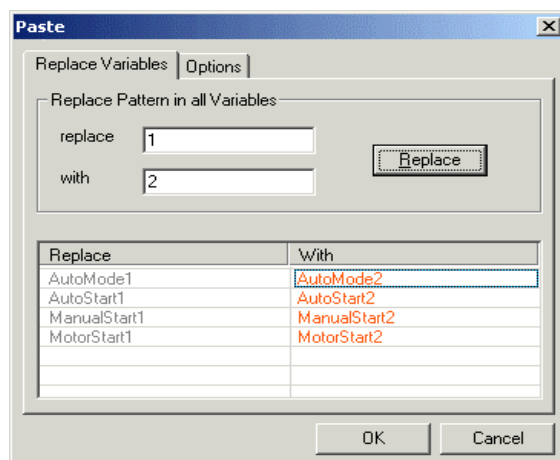 Paste
Replace Variables Options
Replace Pattern in all Variables
replace 1
Replace
with 2
Replace With
AutoMode1 AutoMode2
AutoStart1 AutoStart2
ManualStart1 ManualStart2
MotorStart1 MotorStart2
OK Cancel